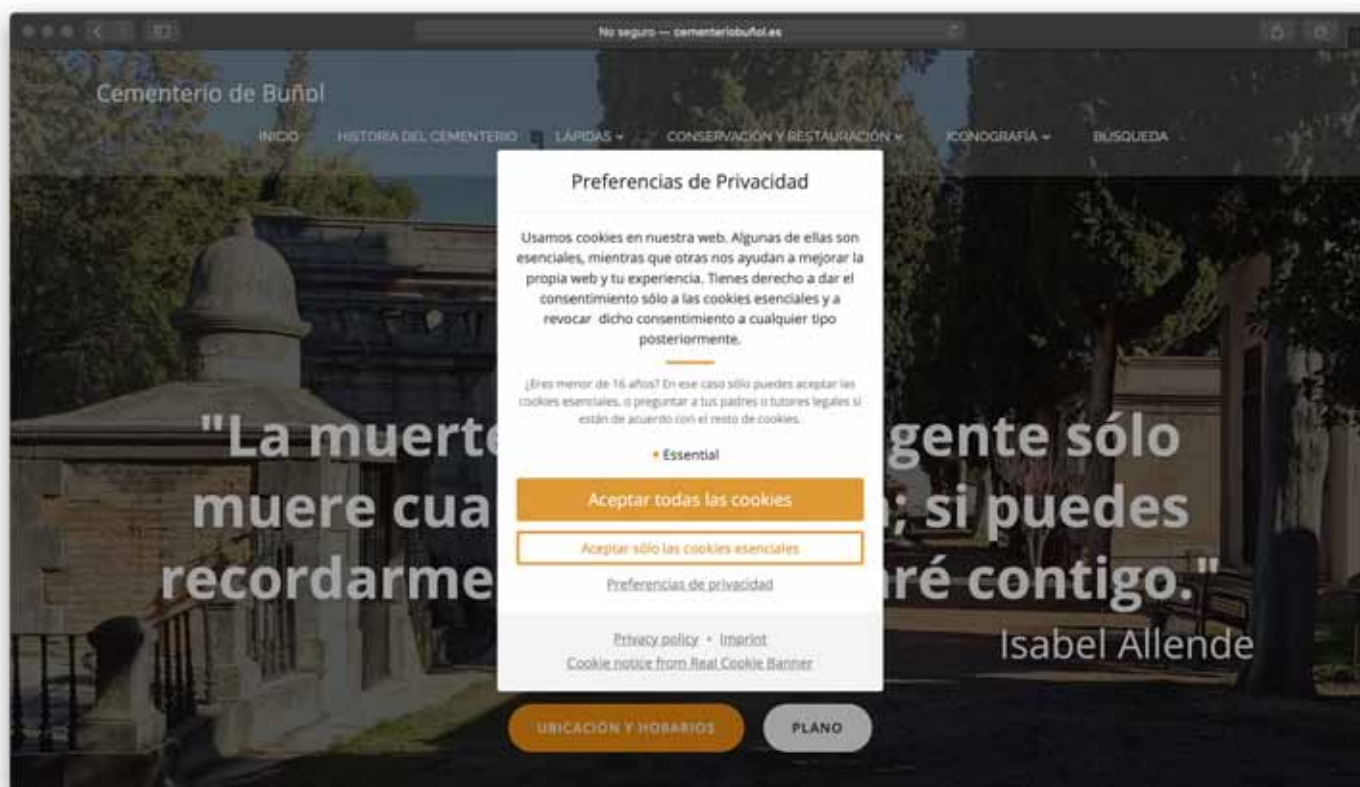 No seguro — cementeriobuñol.es
Cementerio de Buñol
INICIO HISTORIA DEL CEMENTERIO LÁPIDAS CONSERVACIÓN Y RESTAURACIÓN ICONOGRAFÍA BÚSQUEDA
Preferencias de Privacidad
Usamos cookies en nuestra web. Algunas de ellas son
esenciales, mientras que otras nos ayudan a mejorar la
propia web y tu experiencia. Tienes derecho a dar el
consentimiento sólo a las cookies esenciales y a
revocar dicho consentimiento a cualquier tipo
posteriormente.
¿Eres menor de 16 años? En ese caso sólo puedes aceptar las
cookies esenciales, o preguntar a tus padres o tutores legales si
están de acuerdo con el resto de cookies.
• Essential
Aceptar todas las cookies
Aceptar sólo las cookies esenciales
Preferencias de privacidad
Privacy policy • Imprint
Cookie notice from Real Cookie Banner
"La muerte gente sólo
muere cua ; si puedes
recordarme aré contigo."
Isabel Allende
UBICACIÓN Y HORARIOS PLANO